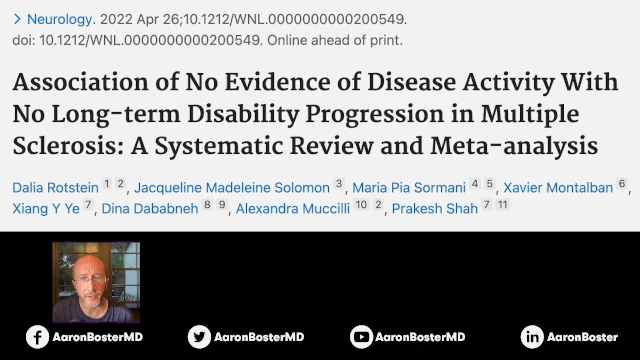 > Neurology. 2022 Apr 26;10.1212/WNL.0000000000200549.
doi: 10.1212/WNL.0000000000200549. Online ahead of print.
Association of No Evidence of Disease Activity With
No Long-term Disability Progression in Multiple
Sclerosis: A Systematic Review and Meta-analysis
Dalia Rotstein 1 2, Jacqueline Madeleine Solomon 3, Maria Pia Sormani 4 5, Xavier Montalban 6,
Xiang Y Ye 7, Dina Dababneh 8 9, Alexandra Muccilli 10 2, Prakesh Shah 7 11
AaronBosterMD AaronBosterMD AaronBosterMD AaronBoster